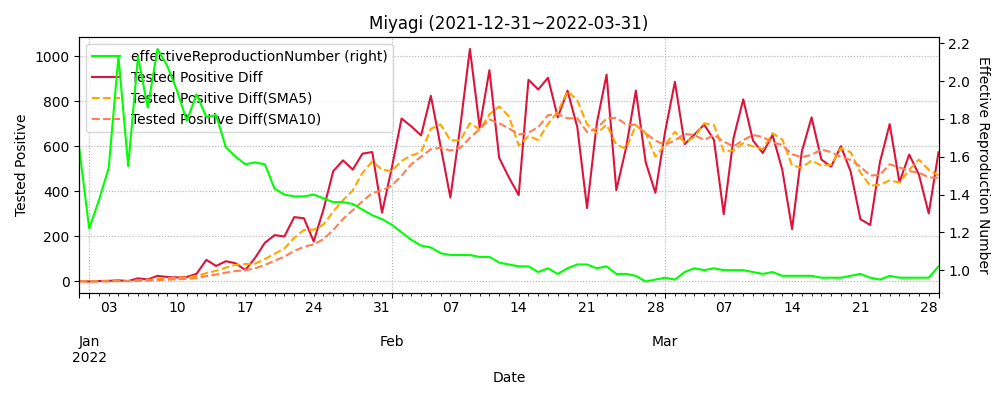 Miyagi (2021-12-31~2022-03-31)
effectiveReproductionNumber (right)
Tested Positive Diff
Tested Positive Diff(SMA5)
Tested Positive Diff(SMA10)
Tested Positive
1000
800
600
400
200
0
2.2
2.0
1.8
1.6
1.4
1.2
1.0
Effective Reproduction Number
03 10 17 24 31 07 14 21 28 07 14 21 28
Jan Feb Mar
2022
Date